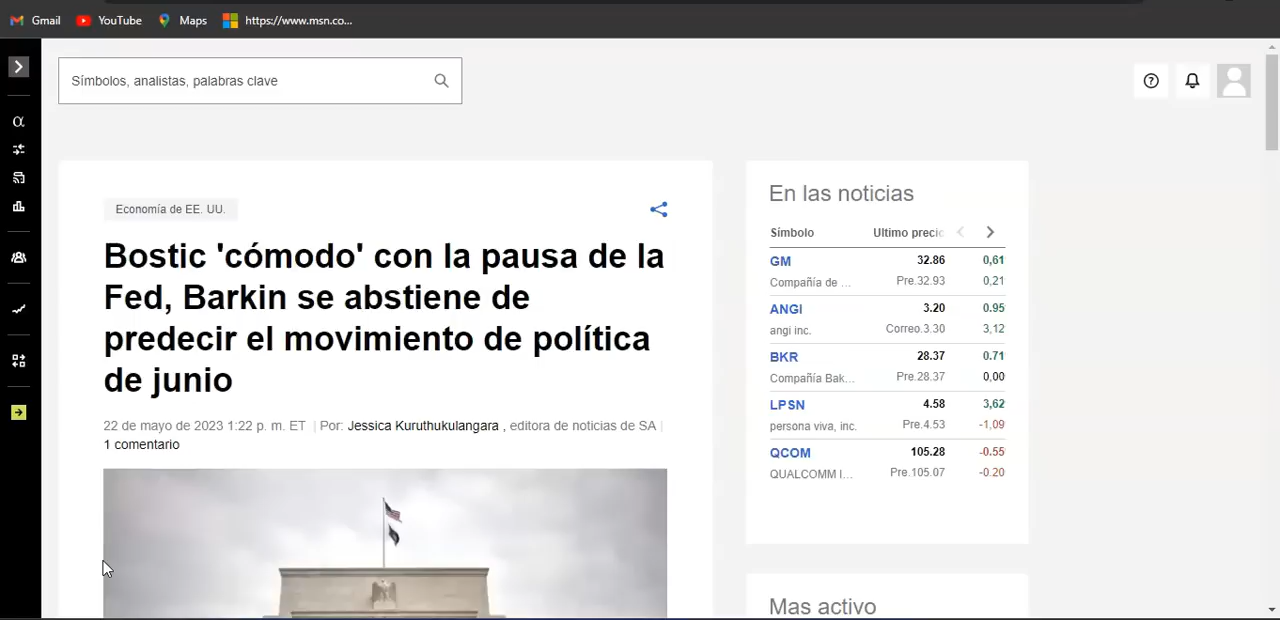 Gmail YouTube Maps https://www.msn.co...
Símbolos, analistas, palabras clave
Economía de EE. UU.
Bostic 'cómodo' con la pausa de la
Fed, Barkin se abstiene de
predecir el movimiento de política
de junio
22 de mayo de 2023 1:22 p. m. ET | Por: Jessica Kuruthukulangara , editora de noticias de SA |
1 comentario
En las noticias
Símbolo Ultimo precio
GM 32.86 0,61
Compañía de ... Pre.32.93 0,21
ANGI 3.20 0.95
angi inc. Correo.3.30 3,12
BKR 28.37 0.71
Compañía Bak... Pre.28.37 0,00
LPSN 4.58 3,62
persona viva, inc. Pre.4.53 -1,09
QCOM 105.28 -0.55
QUALCOMM I... Pre.105.07 -0.20
Mas activo